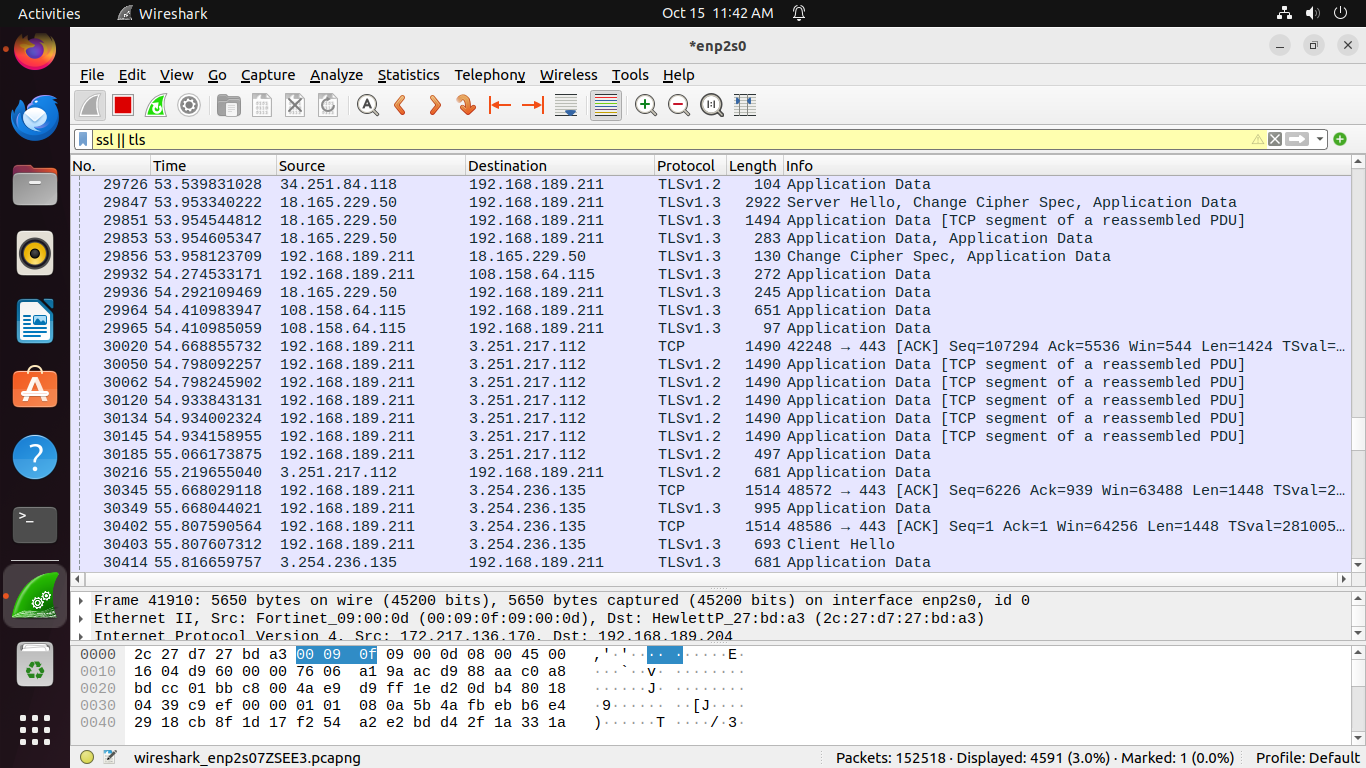 Activities Wireshark Oct 15 11:42 AM
*enp2s0
File Edit View Go Capture Analyze Statistics Telephony Wireless Tools Help
ssl || tls
No. Time Source Destination Protocol Length Info
29726 53.539831028 34.251.84.118 192.168.189.211 TLSv1.2 104 Application Data
29847 53.953340222 18.165.229.50 192.168.189.211 TLSv1.3 2922 Server Hello, Change Cipher Spec, Application Data
29851 53.954544812 18.165.229.50 192.168.189.211 TLSv1.3 1494 Application Data [TCP segment of a reassembled PDU]
29853 53.954605347 18.165.229.50 192.168.189.211 TLSv1.3 283 Application Data, Application Data
29856 53.958123709 192.168.189.211 18.165.229.50 TLSv1.3 130 Change Cipher Spec, Application Data
29932 54.274533171 192.168.189.211 108.158.64.115 TLSv1.3 272 Application Data
29936 54.292109469 18.165.229.50 192.168.189.211 TLSv1.3 245 Application Data
29964 54.410983947 108.158.64.115 192.168.189.211 TLSv1.3 651 Application Data
29965 54.410985059 108.158.64.115 192.168.189.211 TLSv1.3 97 Application Data
30020 54.668855732 192.168.189.211 3.251.217.112 TCP 1490 42248 → 443 [ACK] Seq=107294 Ack=5536 Win=544 Len=1424 TSval=…
30050 54.798092257 192.168.189.211 3.251.217.112 TLSv1.2 1490 Application Data [TCP segment of a reassembled PDU]
30062 54.798245902 192.168.189.211 3.251.217.112 TLSv1.2 1490 Application Data [TCP segment of a reassembled PDU]
30120 54.933843131 192.168.189.211 3.251.217.112 TLSv1.2 1490 Application Data [TCP segment of a reassembled PDU]
30134 54.934002324 192.168.189.211 3.251.217.112 TLSv1.2 1490 Application Data [TCP segment of a reassembled PDU]
30145 54.934158955 192.168.189.211 3.251.217.112 TLSv1.2 1490 Application Data [TCP segment of a reassembled PDU]
30185 55.066173875 192.168.189.211 3.251.217.112 TLSv1.2 497 Application Data
30216 55.219655040 3.251.217.112 192.168.189.211 TLSv1.2 681 Application Data
30345 55.668029118 192.168.189.211 3.254.236.135 TCP 1514 48572 → 443 [ACK] Seq=6226 Ack=939 Win=63488 Len=1448 TSval=2…
30349 55.668044021 192.168.189.211 3.254.236.135 TLSv1.3 995 Application Data
30402 55.807590564 192.168.189.211 3.254.236.135 TCP 1514 48586 → 443 [ACK] Seq=1 Ack=1 Win=64256 Len=1448 TSval=281005…
30403 55.807607312 192.168.189.211 3.254.236.135 TLSv1.3 693 Client Hello
30414 55.816659757 3.254.236.135 192.168.189.211 TLSv1.3 681 Application Data
Frame 41910: 5650 bytes on wire (45200 bits), 5650 bytes captured (45200 bits) on interface enp2s0, id 0
Ethernet II, Src: Fortinet_09:00:0d (00:09:0f:09:00:0d), Dst: HewlettP_27:bd:a3 (2c:27:d7:27:bd:a3)
Internet Protocol Version 4, Src: 172.217.136.170, Dst: 192.168.189.204
0000 2c 27 d7 27 bd a3 00 09 0f 09 00 0d 08 00 45 00 ,'·'·· ·· ······E·
0010 16 04 d9 60 00 00 76 06 a1 9a ac d9 88 aa c0 a8 ···`··v· ········
0020 bd cc 01 bb c8 00 4a e9 d9 ff 1e d2 0d b4 80 18 ······J· ········
0030 04 39 c9 ef 00 00 01 01 08 0a 5b 4a fb eb b6 e4 ·9······ ··[J····
0040 29 18 cb 8f 1d 17 f2 54 a2 e2 bd d4 2f 1a 33 1a )······T ····/·3·
wireshark_enp2s07ZSEE3.pcapng Packets: 152518 · Displayed: 4591 (3.0%) · Marked: 1 (0.0%) Profile: Default